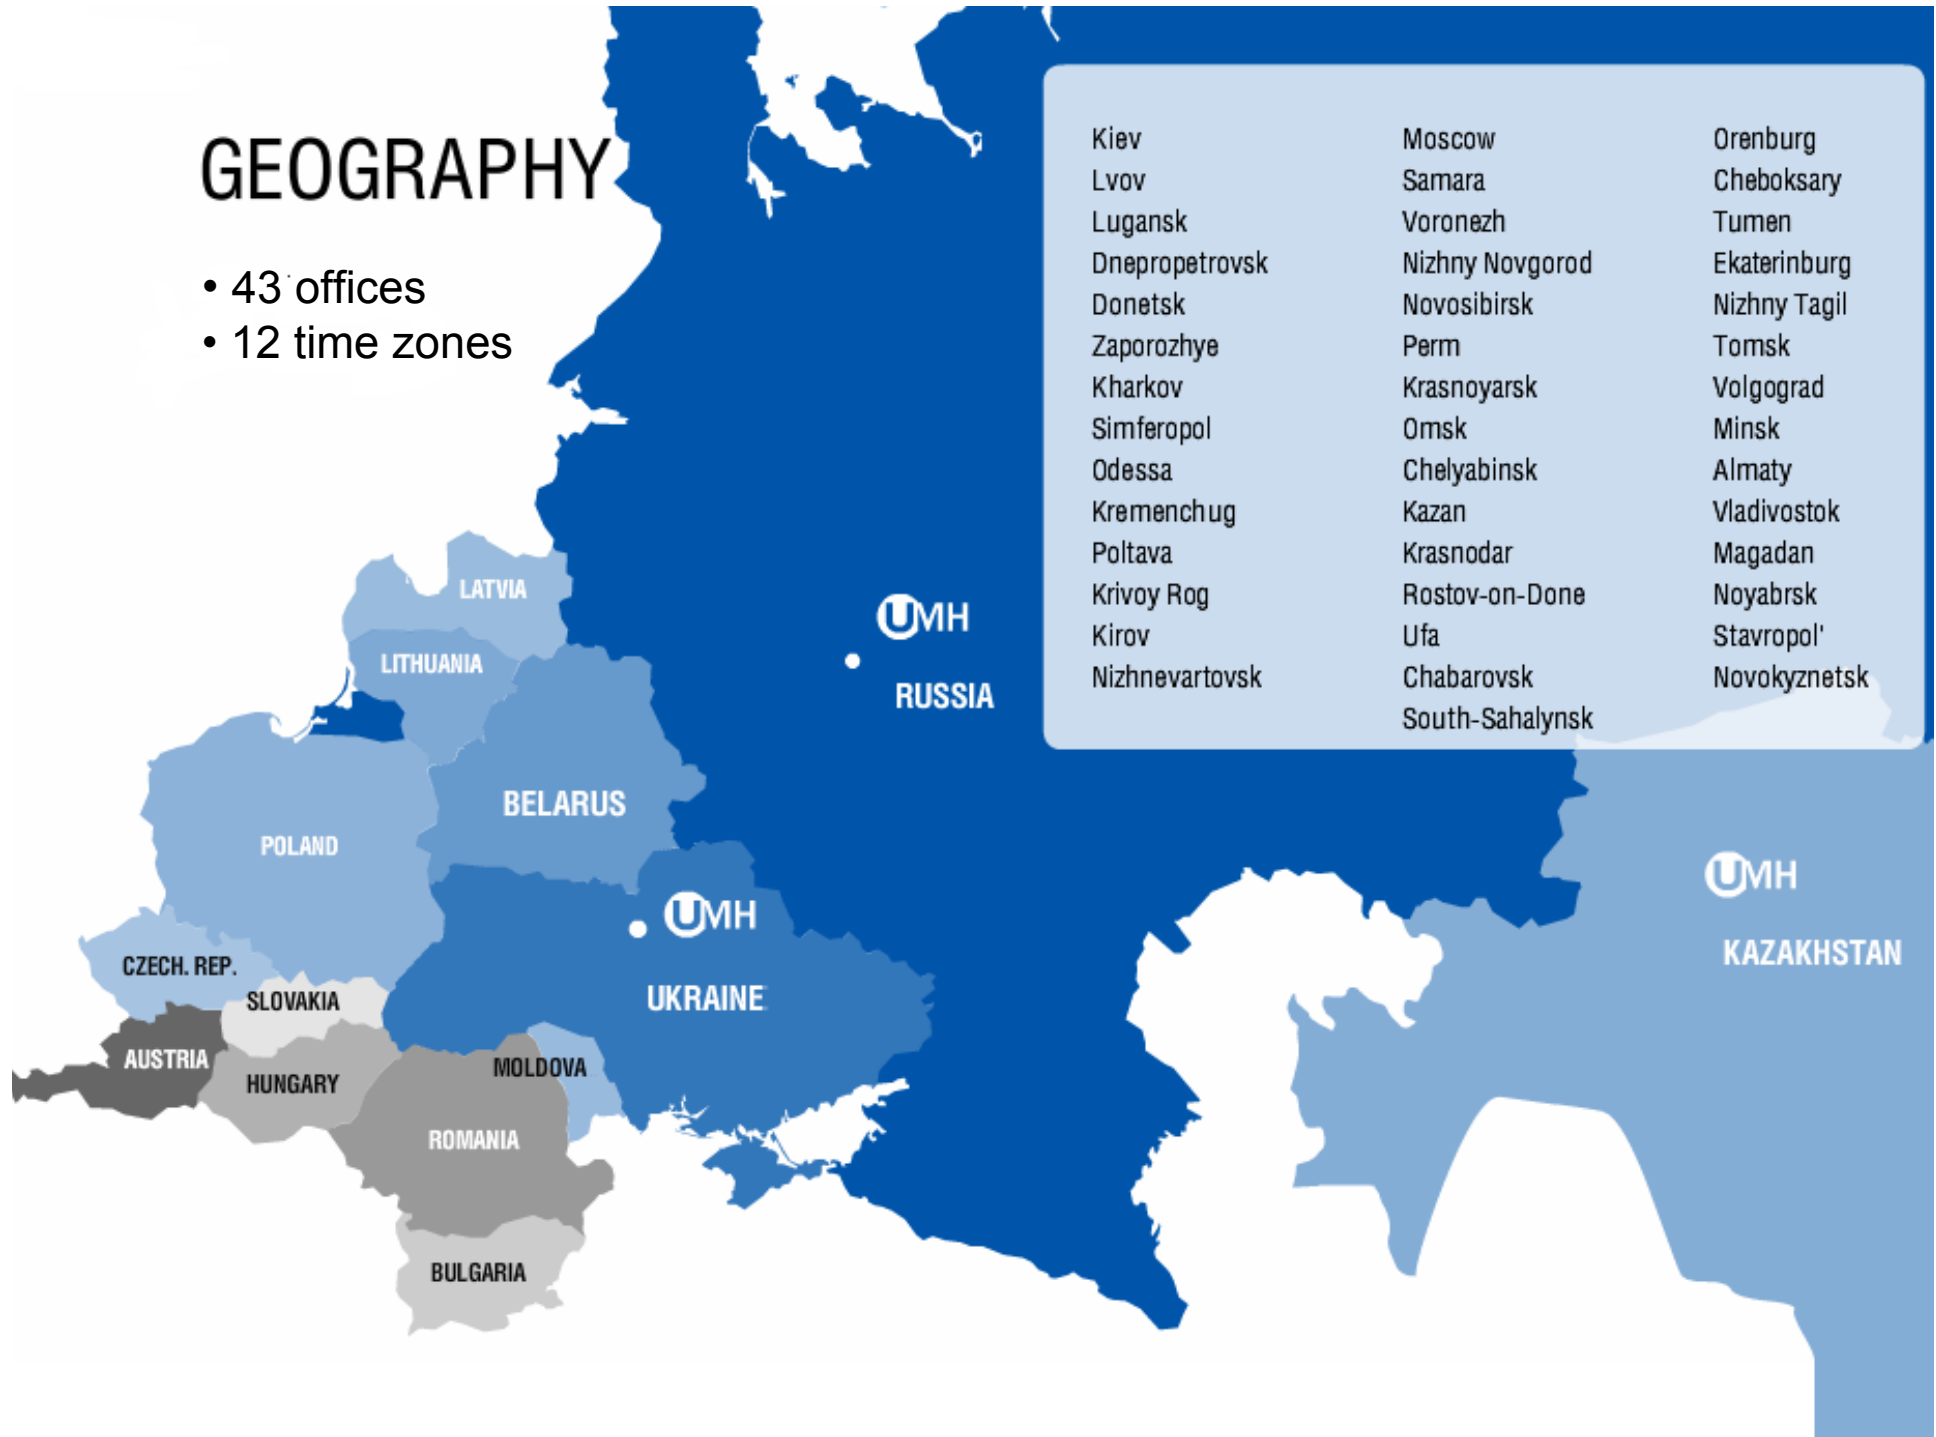 GEOGRAPHY
• 43 offices
• 12 time zones
Kiev
Lvov
Lugansk
Dnepropetrovsk
Donetsk
Zaporozhye
Kharkov
Simferopol
Odessa
Kremenchug
Poltava
Krivoy Rog
Kirov
Nizhnevartovsk
Moscow
Samara
Voronezh
Nizhny Novgorod
Novosibirsk
Perm
Krasnoyarsk
Omsk
Chelyabinsk
Kazan
Krasnodar
Rostov-on-Done
Ufa
Chabarovsk
South-Sahalynsk
Orenburg
Cheboksary
Tumen
Ekaterinburg
Nizhny Tagil
Tomsk
Volgograd
Minsk
Almaty
Vladivostok
Magadan
Noyabrsk
Stavropol'
Novokyznetsk
LATVIA
LITHUANIA
UMH
RUSSIA
BELARUS
POLAND
UMH
KAZAKHSTAN
UMH
UKRAINE
CZECH. REP.
SLOVAKIA
AUSTRIA
HUNGARY
MOLDOVA
ROMANIA
BULGARIA